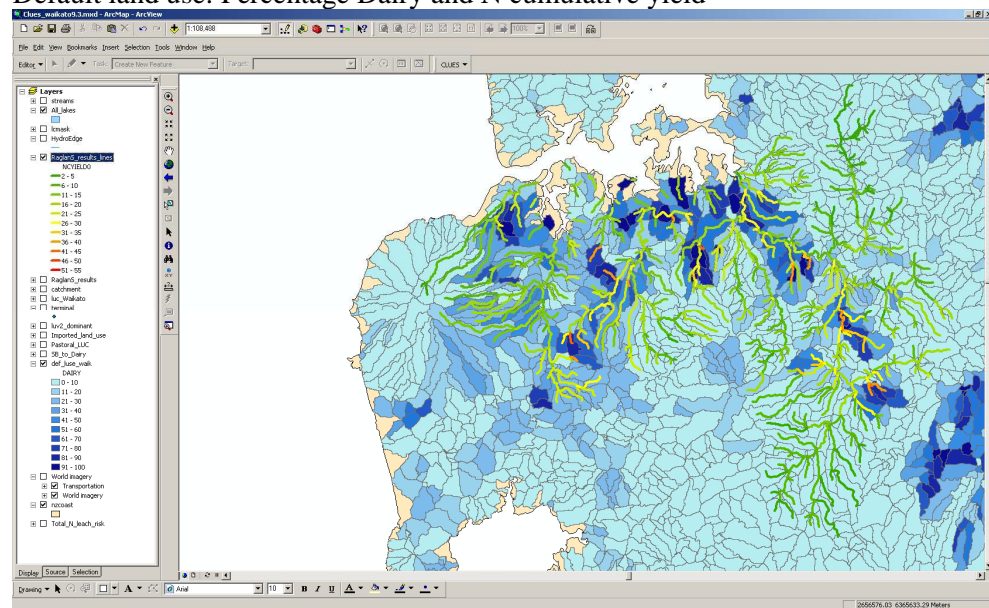 Default land use: Percentage Dairy and N cumulative yield
Clues_waikato9.3.mxd - ArcMap - ArcView
1:108,488
100%
File Edit View Bookmarks Insert Selection Tools Window Help
Editor Task: Create New Feature Target: CLUES
Layers
streams
All_lakes
lcmask
HydroEdge
RaglanS_results_lines
NCYIELD0
2 - 5
6 - 10
11 - 15
16 - 20
21 - 25
26 - 30
31 - 35
36 - 40
41 - 45
46 - 50
51 - 55
RaglanS_results
catchment
luc_Waikato
terminal
luv2_dominant
Imported_land_use
Pastoral_LUC
SB_to_Dairy
def_luse_waik
DAIRY
0 - 10
11 - 20
21 - 30
31 - 40
41 - 50
51 - 60
61 - 70
71 - 80
81 - 90
91 - 100
World imagery
Transportation
World imagery
nzcoast
Total_N_leach_risk
Display Source Selection
Drawing A Arial 10 B I U A
2656576.03 6365633.29 Meters